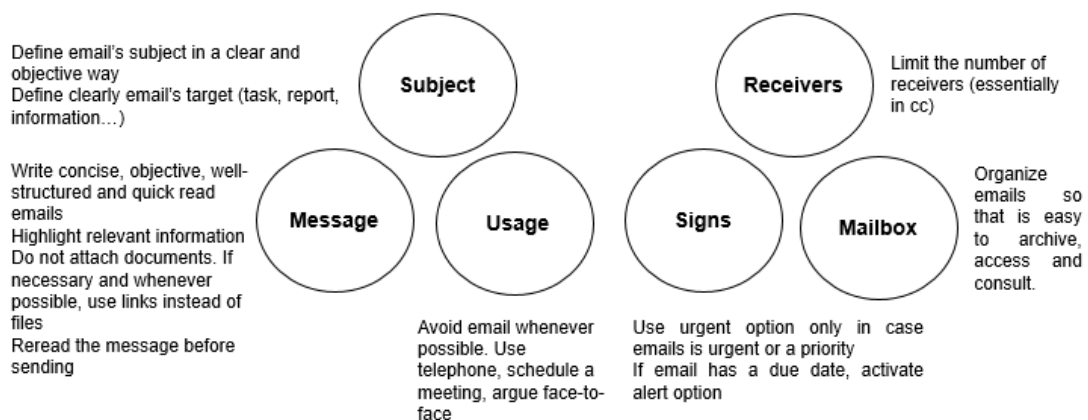 Define email's subject in a clear and
objective way
Define clearly email's target (task, report,
information…)
Subject
Receivers
Limit the number of
receivers (essentially
in cc)
Write concise, objective, well-
structured and quick read
emails
Highlight relevant information
Do not attach documents. If
necessary and whenever
possible, use links instead of
files
Reread the message before
sending
Message
Usage
Signs
Mailbox
Organize
emails so
that is easy
to archive,
access and
consult.
Avoid email whenever
possible. Use
telephone, schedule a
meeting, argue face-to-
face
Use urgent option only in case
emails is urgent or a priority
If email has a due date, activate
alert option